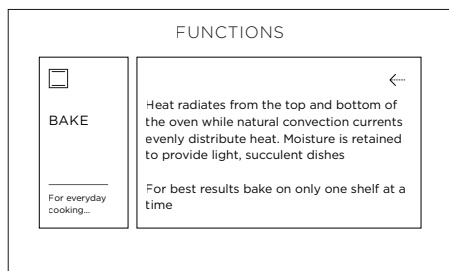 FUNCTIONS
BAKE
For everyday
cooking...
Heat radiates from the top and bottom of
the oven while natural convection currents
evenly distribute heat. Moisture is retained
to provide light, succulent dishes
For best results bake on only one shelf at a
time